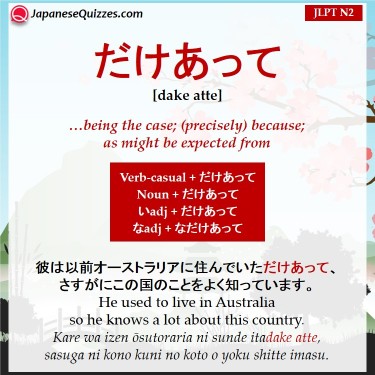 JapaneseQuizzes.com
JLPT N2
だけあって
[dake atte]
…being the case; (precisely) because;
as might be expected from
Verb-casual + だけあって
Noun + だけあって
いadj + だけあって
なadj + なだけあって
彼は以前オーストラリアに住んでいただけあって、
さすがにこの国のことをよく知っています。
He used to live in Australia
so he knows a lot about this country.
Kare wa izen ōsutoraria ni sunde itadake atte,
sasuga ni kono kuni no koto o yoku shitte imasu.